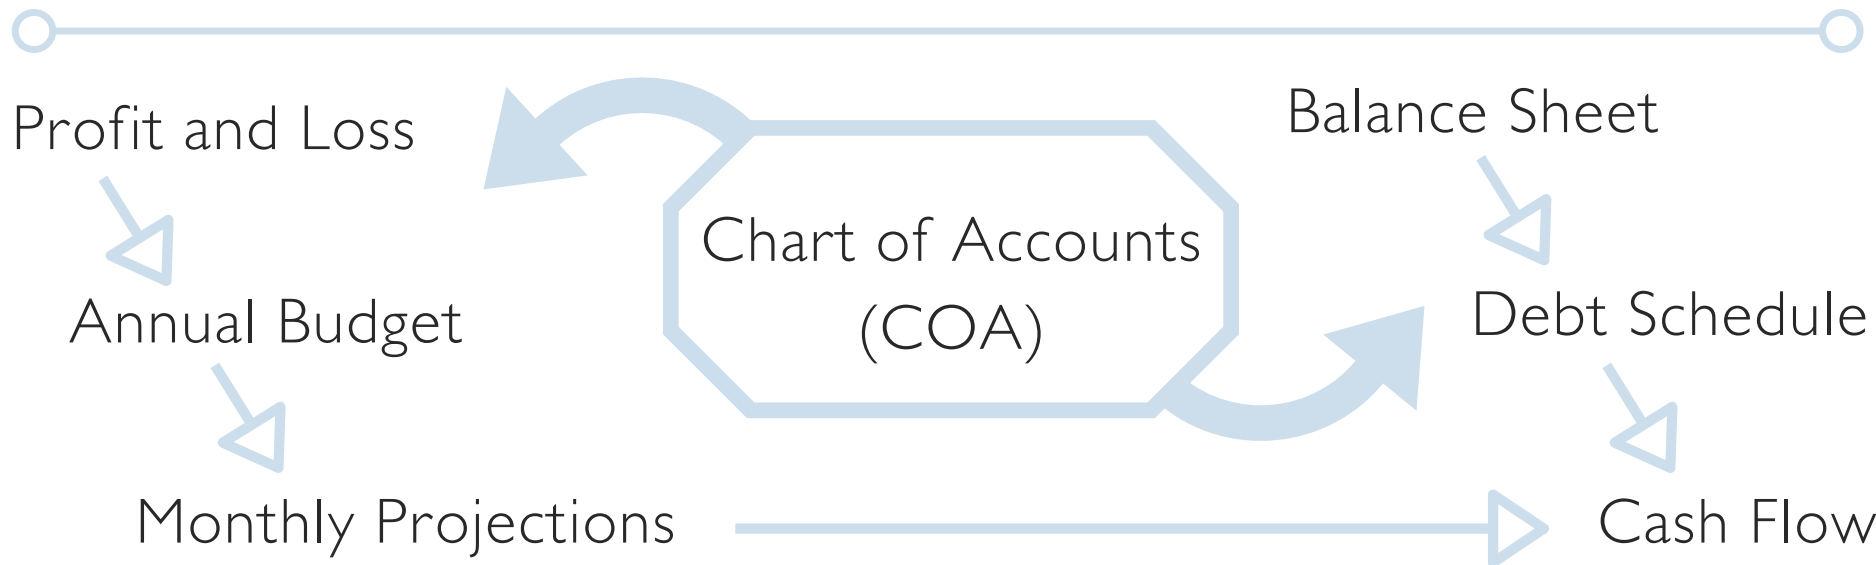 Profit and Loss
Annual Budget
Monthly Projections
Chart of Accounts
(COA)
Balance Sheet
Debt Schedule
Cash Flow